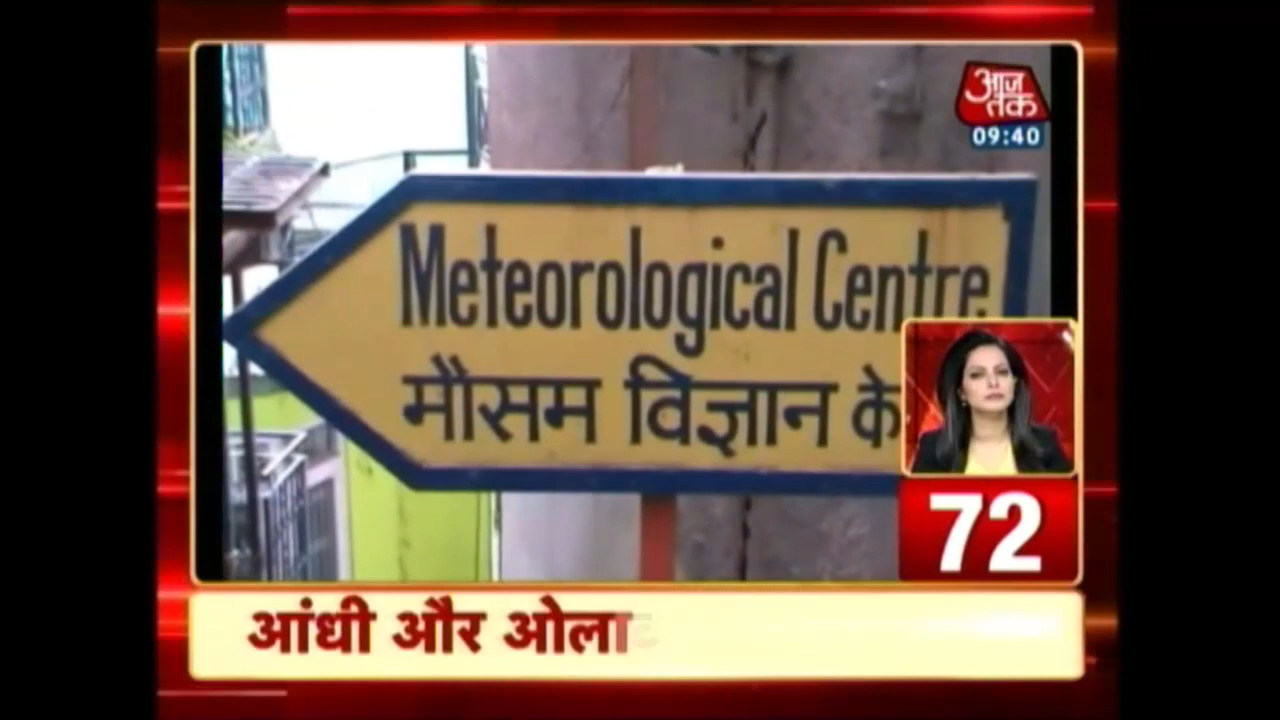 आज
तक
09:40
Meteorological Centre
मौसम विज्ञान के
72
आंधी और ओला